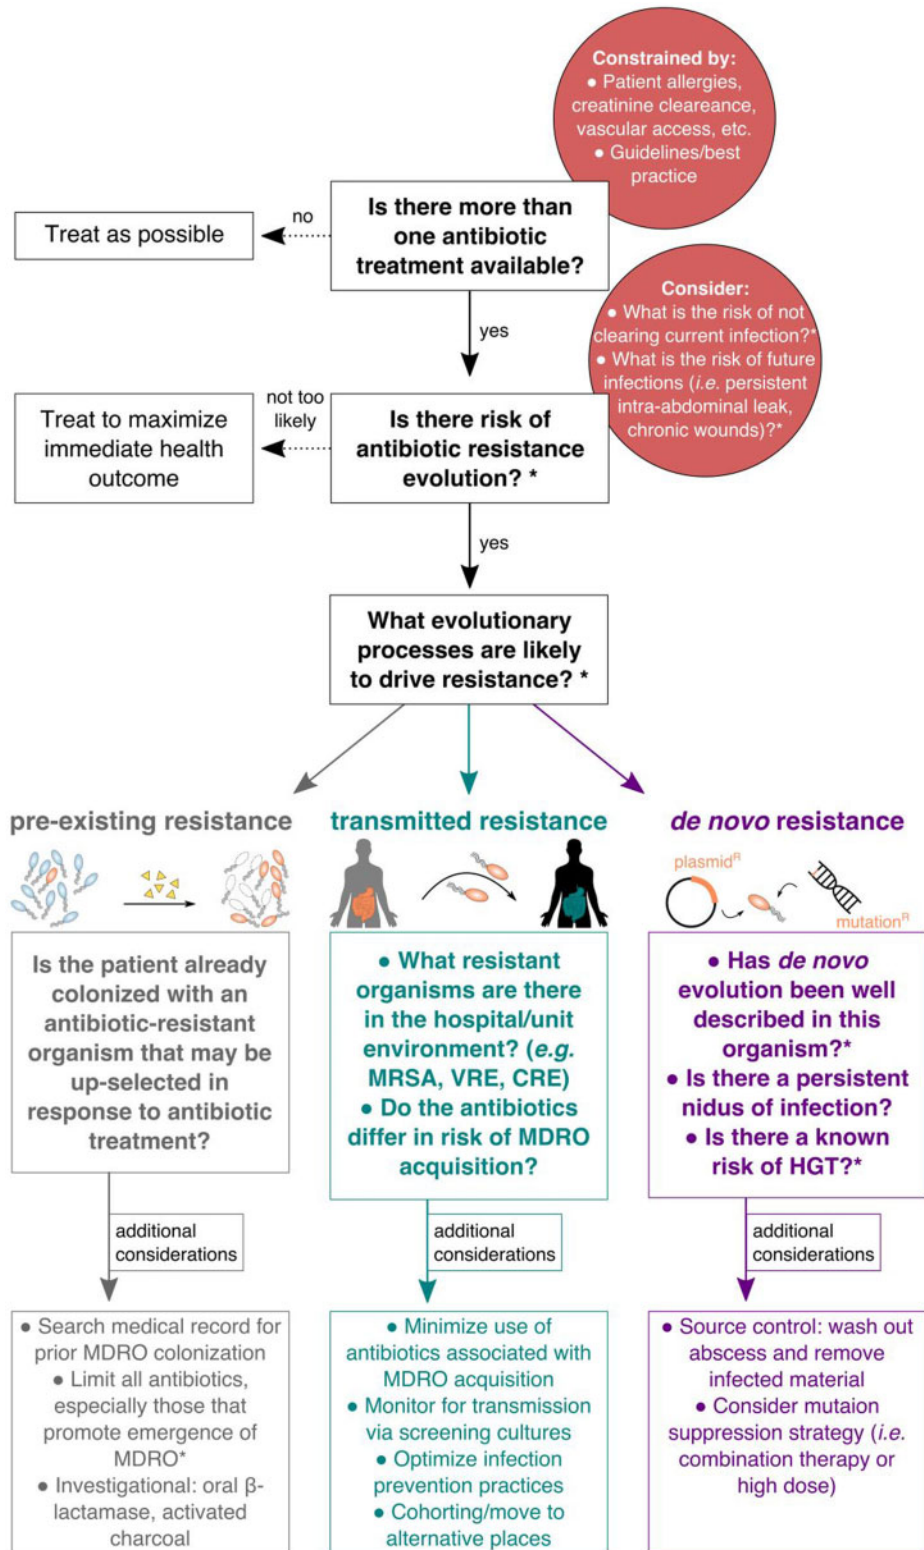 Constrained by:
● Patient allergies,
creatinine cleareance,
vascular access, etc.
● Guidelines/best
practice
Is there more than
one antibiotic
treatment available?
no
Treat as possible
yes
Consider:
● What is the risk of not
clearing current infection?*
● What is the risk of future
infections (i.e. persistent
intra-abdominal leak,
chronic wounds)?*
Is there risk of
antibiotic resistance
evolution? *
not too
likely
Treat to maximize
immediate health
outcome
yes
What evolutionary
processes are likely
to drive resistance? *
pre-existing resistance
Is the patient already
colonized with an
antibiotic-resistant
organism that may be
up-selected in
response to antibiotic
treatment?
additional
considerations
● Search medical record for
prior MDRO colonization
● Limit all antibiotics,
especially those that
promote emergence of
MDRO*
● Investigational: oral β-
lactamase, activated
charcoal
transmitted resistance
● What resistant
organisms are there
in the hospital/unit
environment? (e.g.
MRSA, VRE, CRE)
● Do the antibiotics
differ in risk of MDRO
acquisition?
additional
considerations
● Minimize use of
antibiotics associated with
MDRO acquisition
● Monitor for transmission
via screening cultures
● Optimize infection
prevention practices
● Cohorting/move to
alternative places
de novo resistance
plasmidᴿ
mutationᴿ
● Has de novo
evolution been well
described in this
organism?*
● Is there a persistent
nidus of infection?
● Is there a known
risk of HGT?*
additional
considerations
● Source control: wash out
abscess and remove
infected material
● Consider mutaion
suppression strategy (i.e.
combination therapy or
high dose)